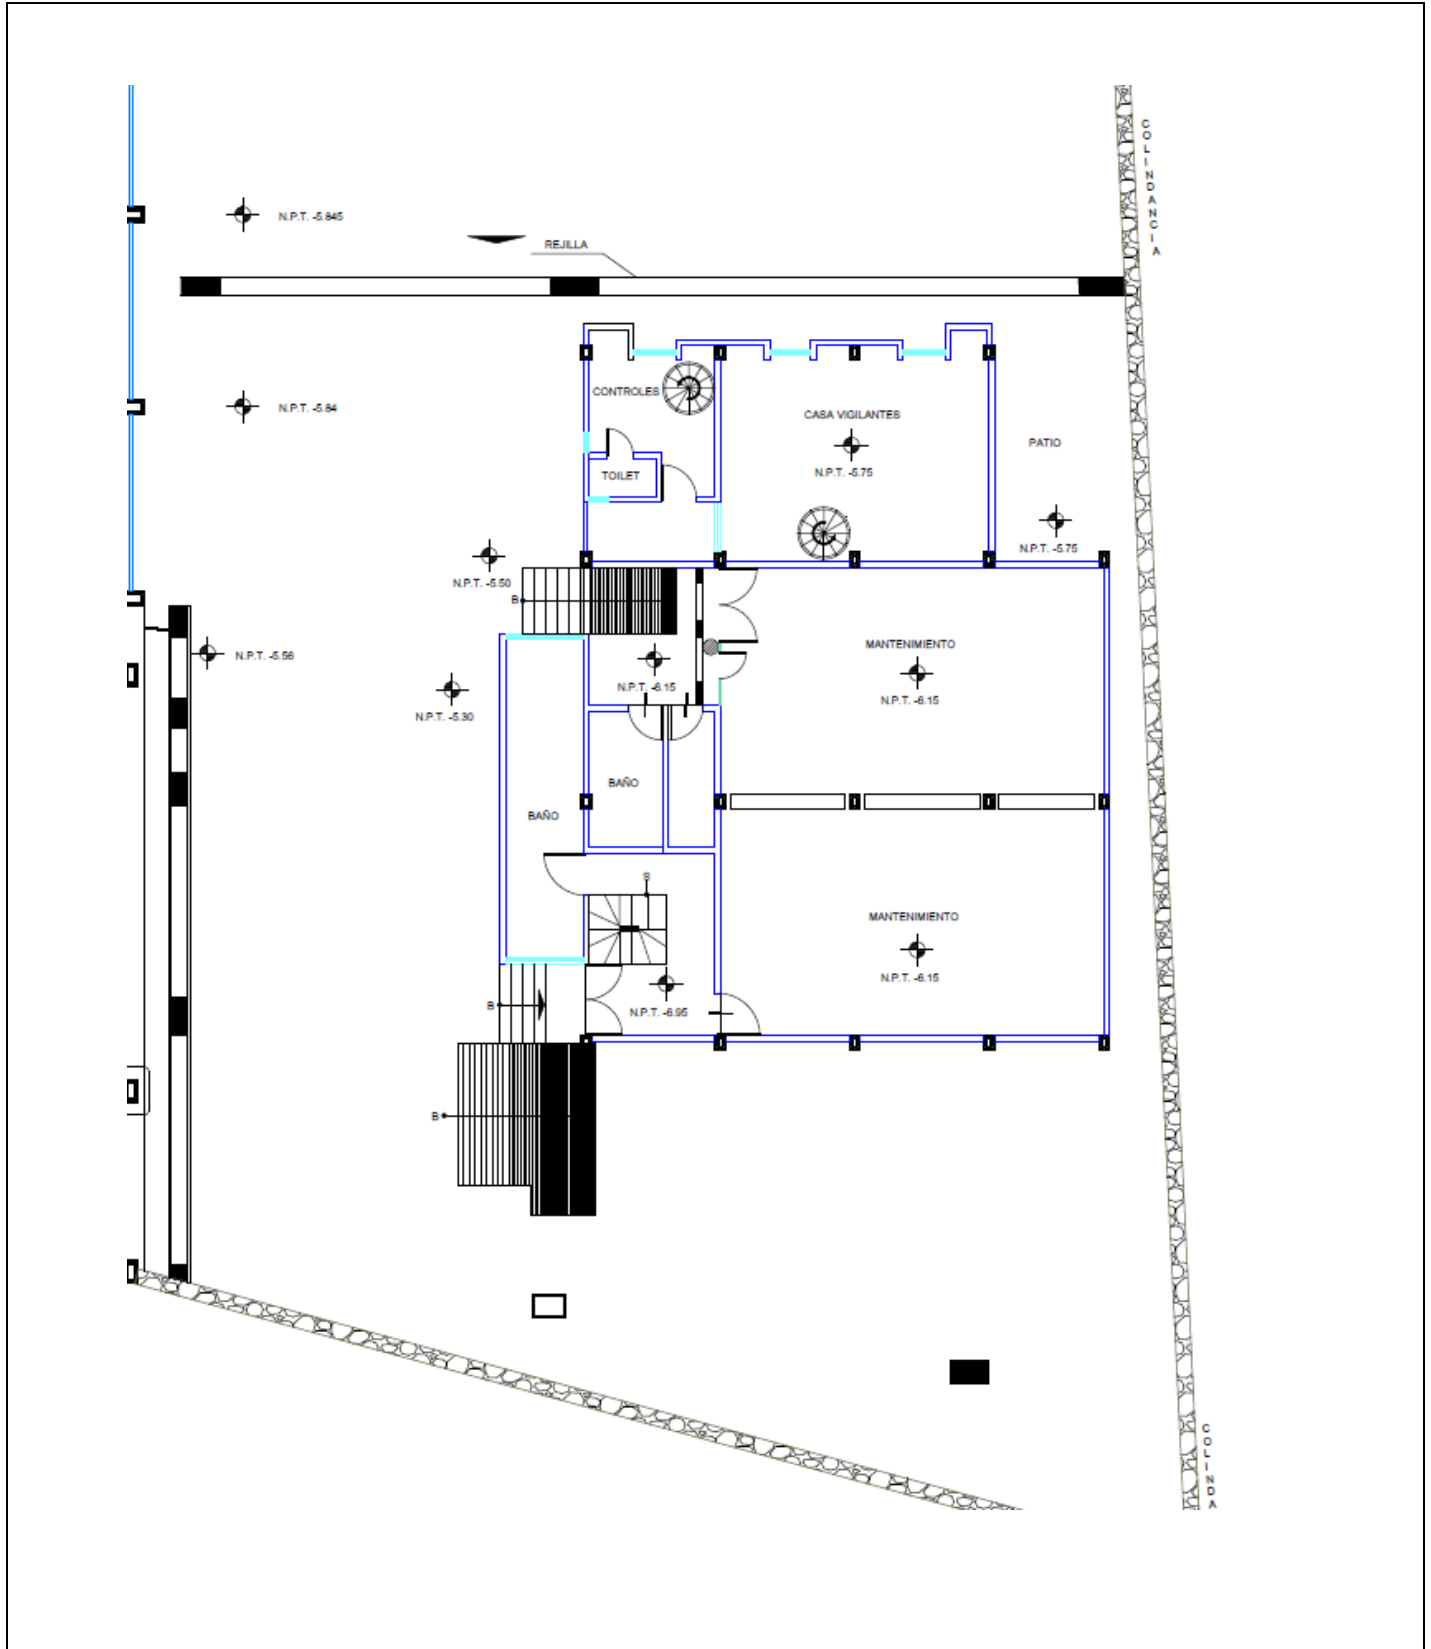 COLINDANCIA
N.P.T. -5.845
REJILLA
CONTROLES
N.P.T. -5.84
CASA VIGILANTES
PATIO
N.P.T. -5.75
TOILET
N.P.T. -5.75
N.P.T. -5.50
B
MANTENIMIENTO
N.P.T. -5.56
N.P.T. -6.15
N.P.T. -6.15
N.P.T. -5.30
BAÑO
BAÑO
S
MANTENIMIENTO
N.P.T. -6.15
B
N.P.T. -6.95
B
COLINDA